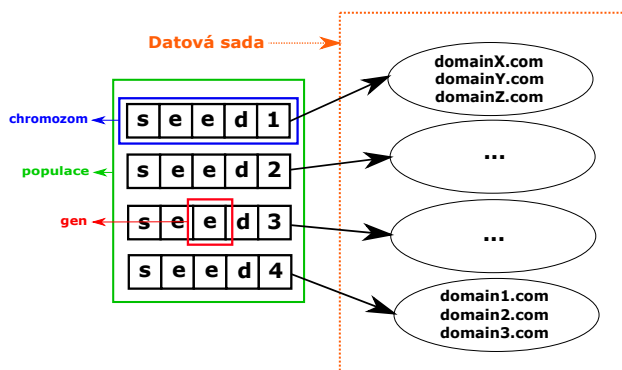 Datová sada
domainX.com
domainY.com
domainZ.com
chromozom
s e e d 1
populace
s e e d 2
...
gen
s e e d 3
...
s e e d 4
domain1.com
domain2.com
domain3.com